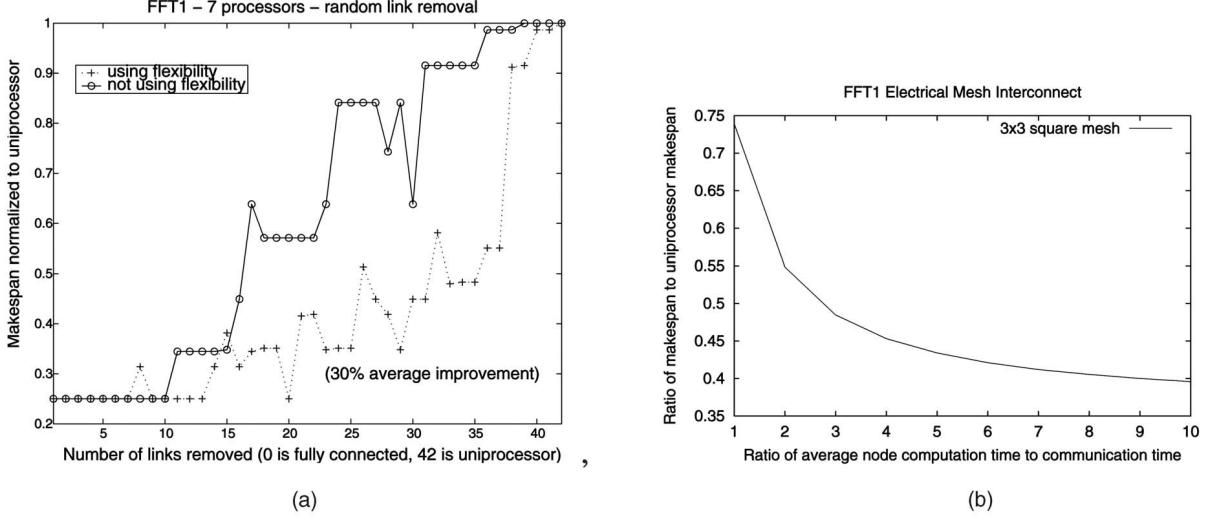 FFT1 – 7 processors – random link removal
Makespan normalized to uniprocessor
1
0.9
0.8
0.7
0.6
0.5
0.4
0.3
0.2
using flexibility
not using flexibility
(30% average improvement)
5 10 15 20 25 30 35 40
Number of links removed (0 is fully connected, 42 is uniprocessor) ,
(a)
FFT1 Electrical Mesh Interconnect
Ratio of makespan to uniprocessor makespan
0.75
0.7
0.65
0.6
0.55
0.5
0.45
0.4
0.35
3x3 square mesh
1 2 3 4 5 6 7 8 9 10
Ratio of average node computation time to communication time
(b)